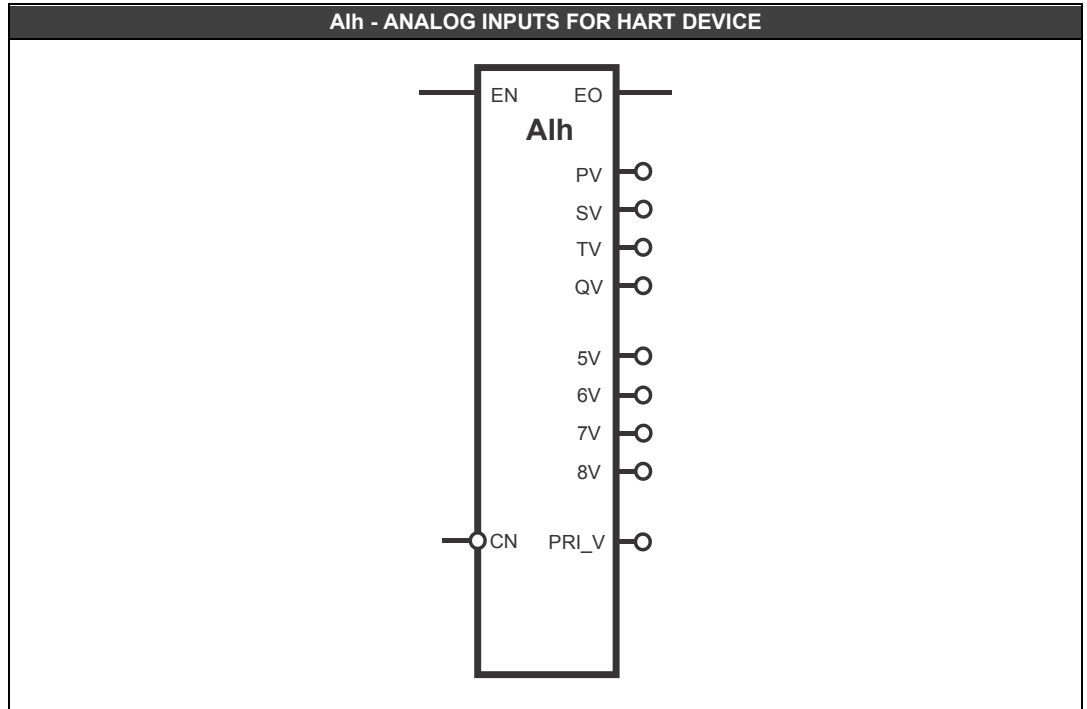 AIh - ANALOG INPUTS FOR HART DEVICE
EN EO
AIh
PV
SV
TV
QV
5V
6V
7V
8V
CN PRI_V